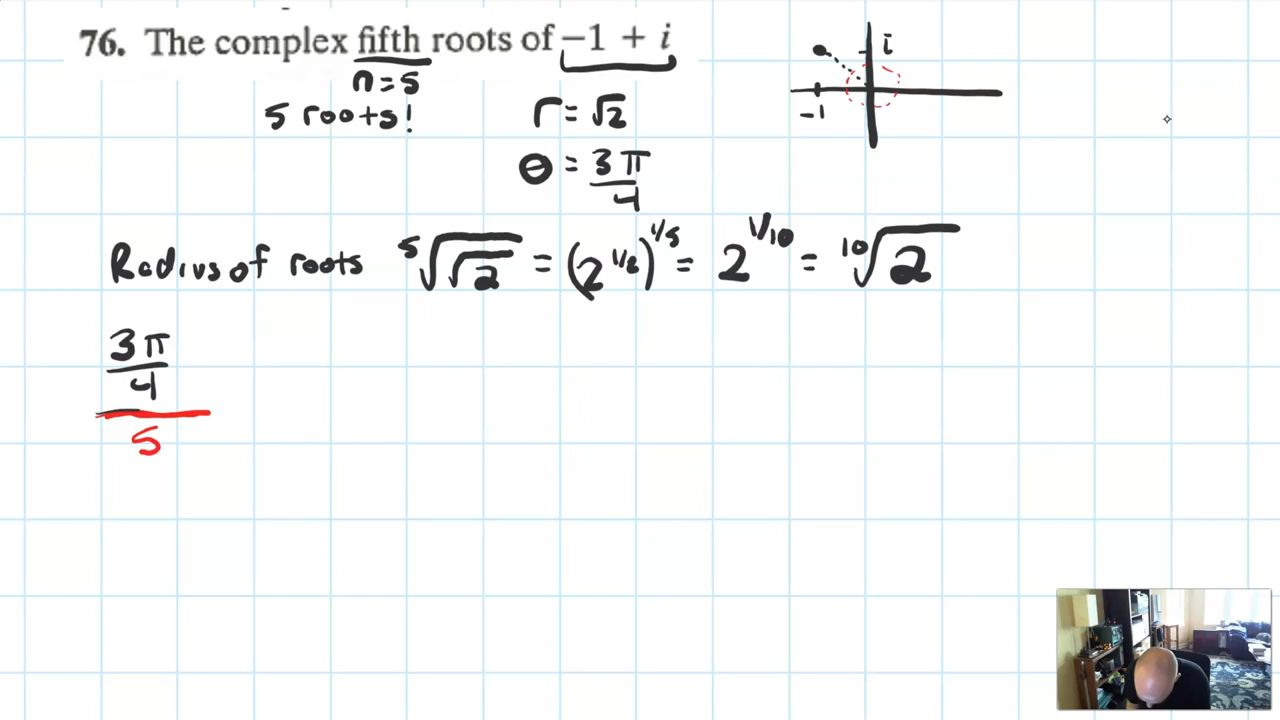 76. The complex fifth roots of −1 + i
n = 5
5 roots!
r = √2
i
−1
θ = 3π/4
Radius of roots ⁵√√2 = (2^1/2)^1/5 = 2^1/10 = ¹⁰√2
3π
4
5